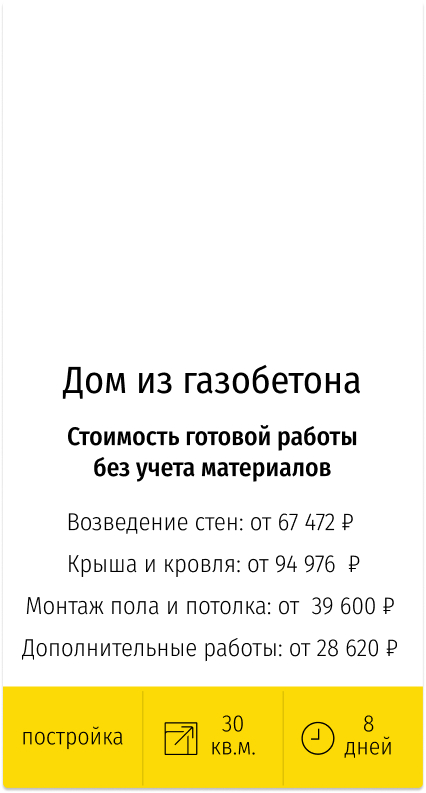 Дом из газобетона
Стоимость готовой работы
без учета материалов
Возведение стен: от 67 472 ₽
Крыша и кровля: от 94 976 ₽
Монтаж пола и потолка: от 39 600 ₽
Дополнительные работы: от 28 620 ₽
постройка
30
кв.м.
8
дней